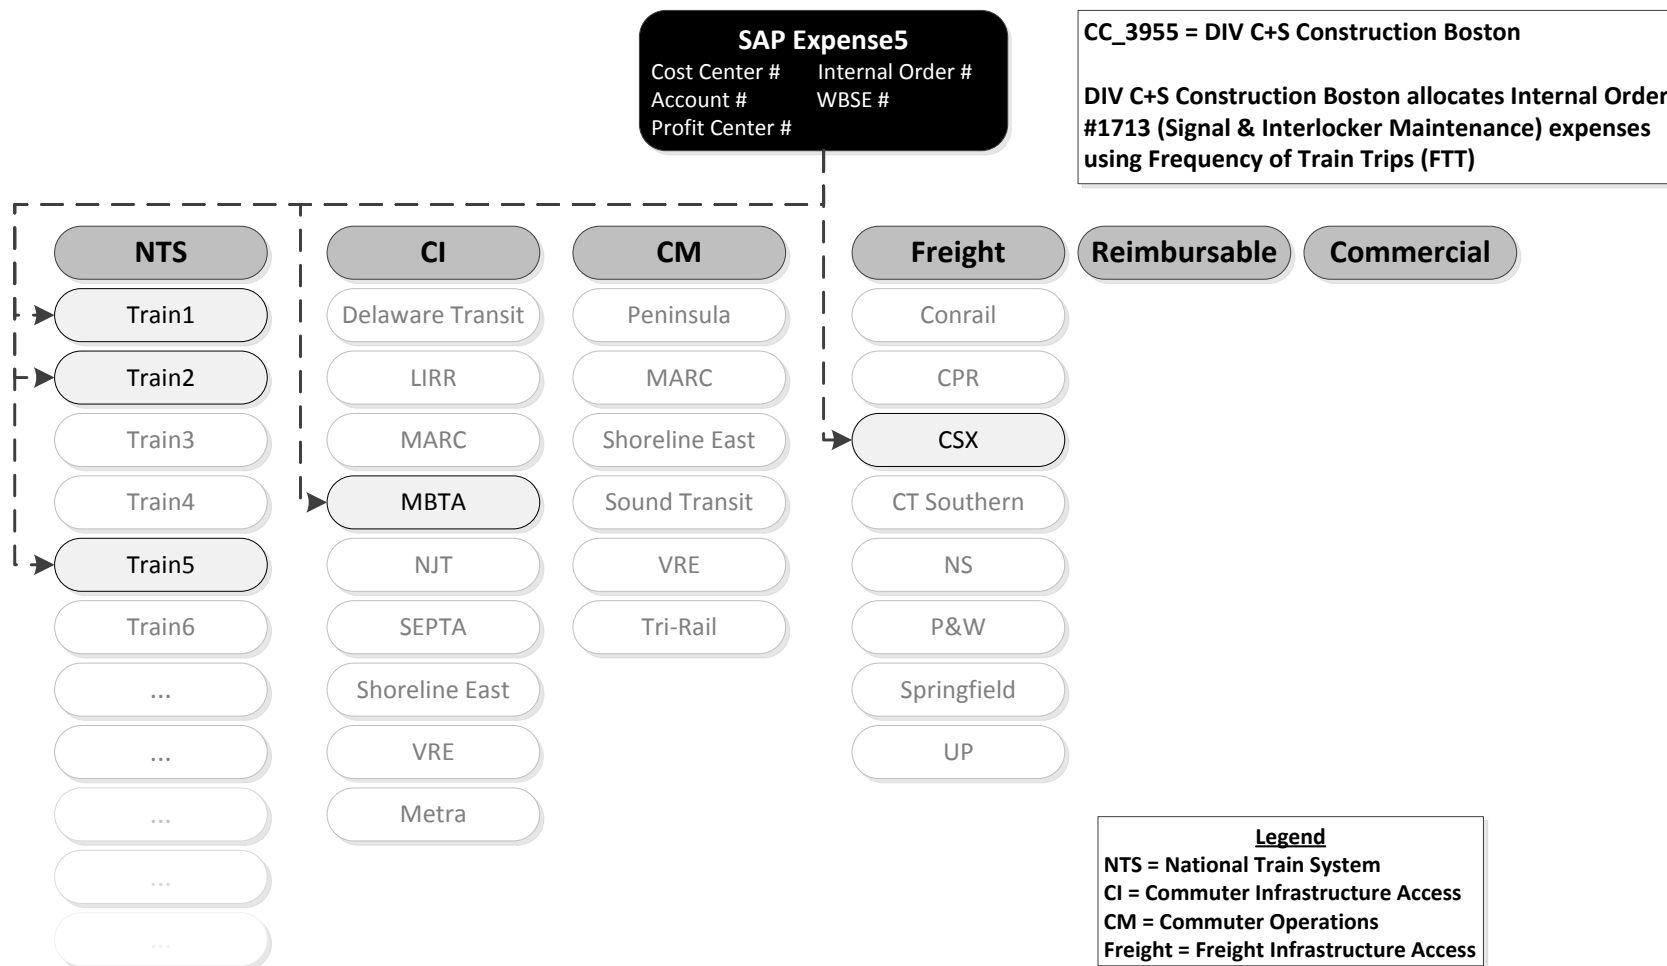 SAP Expense5
Cost Center # Internal Order #
Account # WBSE #
Profit Center #
CC_3955 = DIV C+S Construction Boston
DIV C+S Construction Boston allocates Internal Order
#1713 (Signal & Interlocker Maintenance) expenses
using Frequency of Train Trips (FTT)
NTS
Train1
Train2
Train3
Train4
Train5
Train6
...
...
...
...
...
CI
Delaware Transit
LIRR
MARC
MBTA
NJT
SEPTA
Shoreline East
VRE
Metra
CM
Peninsula
MARC
Shoreline East
Sound Transit
VRE
Tri-Rail
Freight
Conrail
CPR
CSX
CT Southern
NS
P&W
Springfield
UP
Reimbursable
Commercial
Legend
NTS = National Train System
CI = Commuter Infrastructure Access
CM = Commuter Operations
Freight = Freight Infrastructure Access